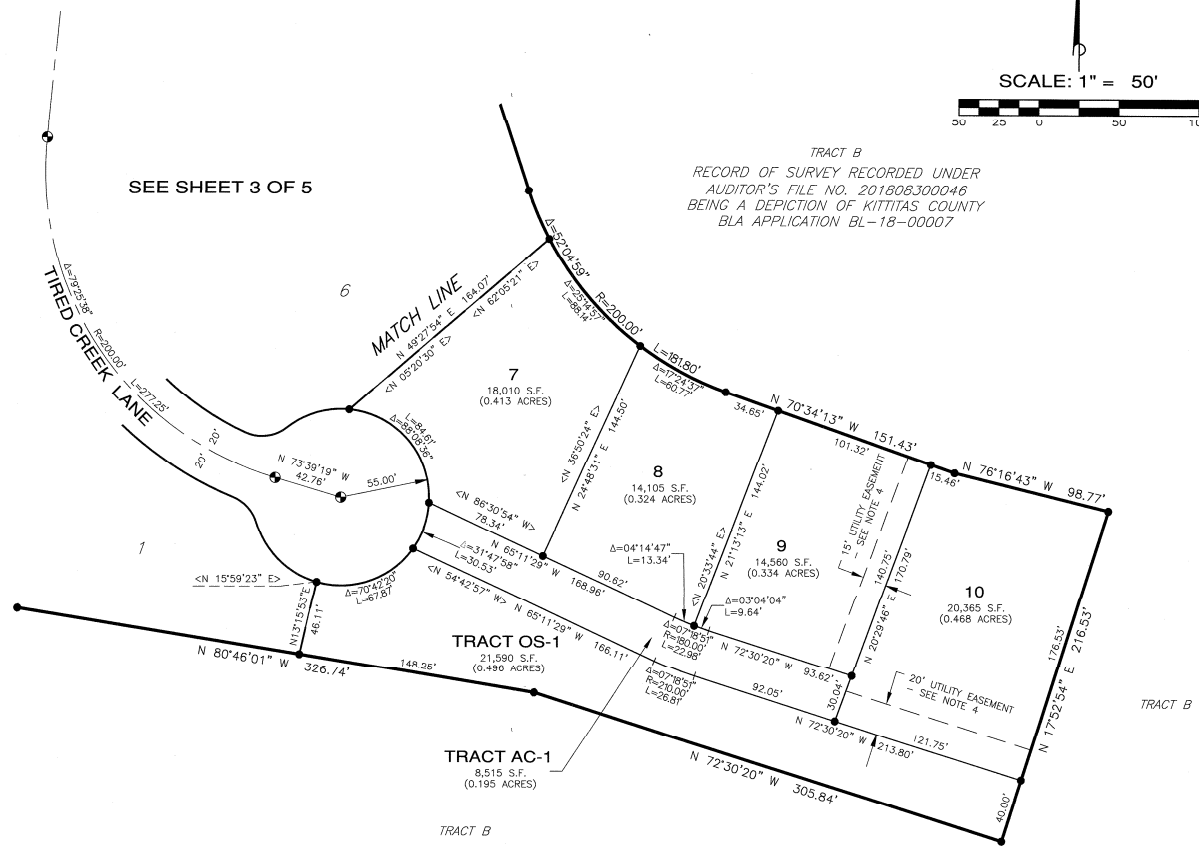 SCALE: 1" = 50'
50 25 0 50
SEE SHEET 3 OF 5
TRACT B
RECORD OF SURVEY RECORDED UNDER
AUDITOR'S FILE NO. 201808300046
BEING A DEPICTION OF KITTITAS COUNTY
BLA APPLICATION BL-18-00007
Δ=52°04'59"
R=200.00'
L=181.80'
Δ=25°14'57"
L=88.14'
Δ=17°24'37"
L=60.77'
6
MATCH LINE
N 49°27'54" E 164.07'
<N 62°05'21" E>
<N 05°20'30" E>
Δ=79°25'38"
R=200.00'
L=277.25'
TIRED CREEK LANE
20'
20'
N 73°39'19" W
42.76'
55.00'
L=84.61'
Δ=88°08'36"
7
18,010 S.F.
(0.413 ACRES)
<N 36°50'24" E>
N 24°48'31" E 144.50'
34.65'
N 70°34'13" W 151.43'
101.32'
15.46'
N 76°16'43" W 98.77'
8
14,105 S.F.
(0.324 ACRES)
N 21°13'13" E 144.02'
<N 20°33'44" E>
15' UTILITY EASEMENT
SEE NOTE 4
9
14,560 S.F.
(0.334 ACRES)
140.75'
170.79'
N 20°29'46" E
30.04'
10
20,365 S.F.
(0.468 ACRES)
176.53'
N 17°52'54" E 216.53'
40.00'
20' UTILITY EASEMENT
- SEE NOTE 4
TRACT B
<N 86°30'54" W>
78.34'
N 65°11'29" W 168.96'
90.62'
Δ=31°47'58"
L=30.53'
Δ=04°14'47"
L=13.34'
Δ=03°04'04"
L=9.64'
Δ=07°18'51"
R=180.00'
L=22.98'
N 72°30'20" W 93.62'
1
<N 15°59'23" E>
Δ=70°42'20"
L=67.87'
N13°15'53"E
46.11'
<N 54°42'57" W>
N 65°11'29" W 166.11'
Δ=07°18'51"
R=210.00'
L=26.81'
92.05'
N 72°30'20" W 213.80'
121.75'
TRACT OS-1
21,590 S.F.
(0.496 ACRES)
N 80°46'01" W 326.74'
148.25'
TRACT AC-1
8,515 S.F.
(0.195 ACRES)
N 72°30'20" W 305.84'
TRACT B